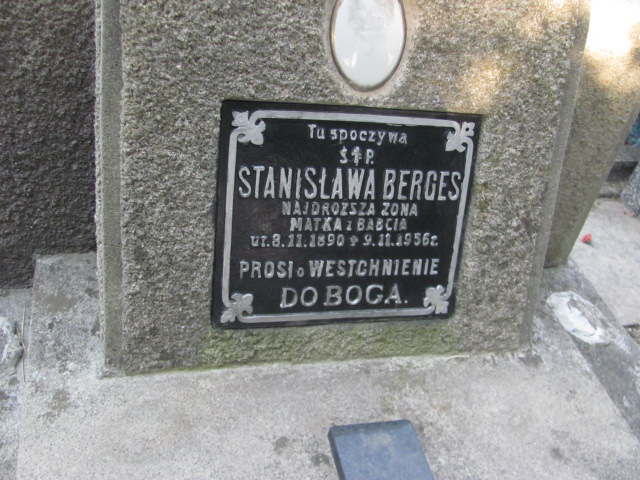 Tu spoczywa
Ś✝P.
STANISŁAWA BERGES
NAJDROŻSZA ŻONA
MATKA i BABCIA
ur. 8.11.1890 ✝ 9.11.1956r.
PROSI o WESTCHNIENIE
DO BOGA.